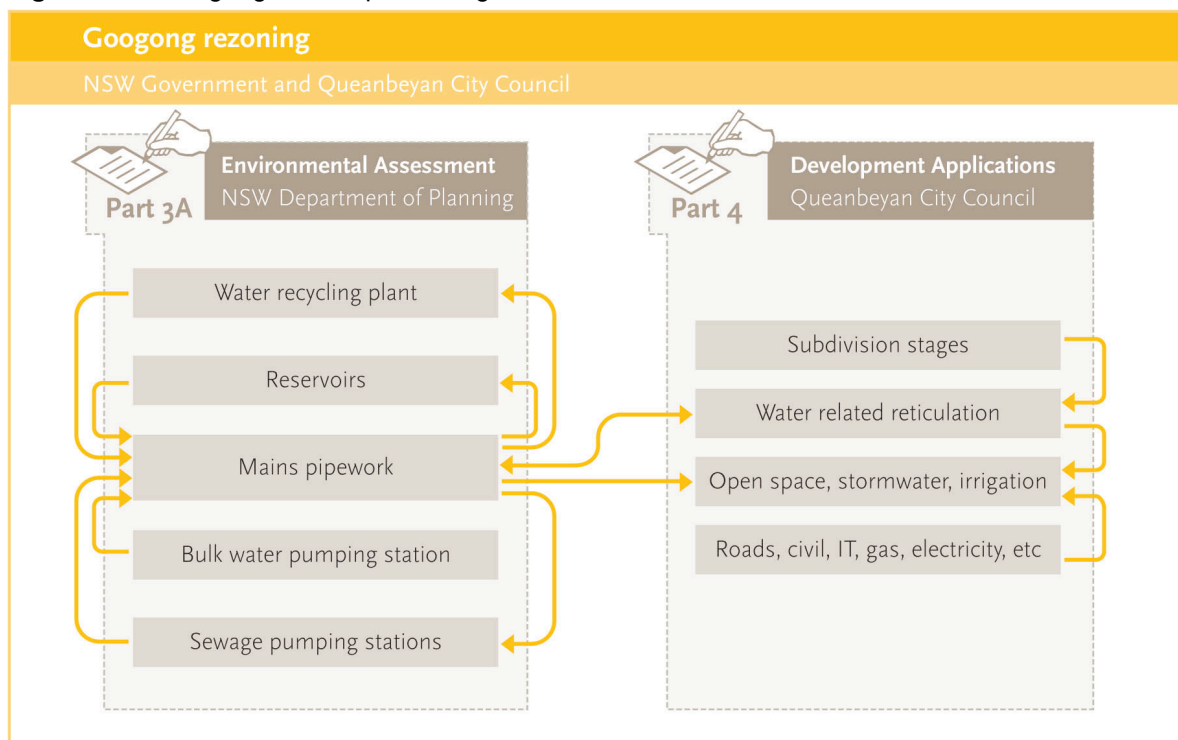 Googong rezoning
NSW Government and Queanbeyan City Council
Part 3A
Environmental Assessment
NSW Department of Planning
Water recycling plant
Reservoirs
Mains pipework
Bulk water pumping station
Sewage pumping stations
Part 4
Development Applications
Queanbeyan City Council
Subdivision stages
Water related reticulation
Open space, stormwater, irrigation
Roads, civil, IT, gas, electricity, etc